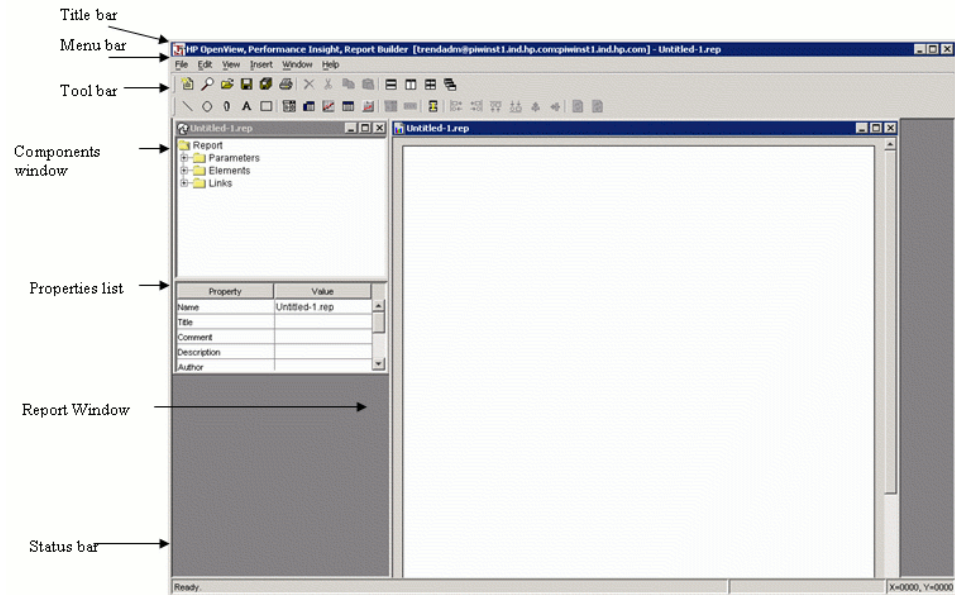 Title bar
Menu bar
Tool bar
Components
window
Properties list
Report Window
Status bar
HP OpenView, Performance Insight, Report Builder [trendadm@piwinst1.ind.hp.com:piwinst1.ind.hp.com] - Untitled-1.rep
File Edit View Insert Window Help
Untitled-1.rep
Report
Parameters
Elements
Links
Property Value
Name Untitled-1.rep
Title
Comment
Description
Author
Untitled-1.rep
Ready.
X=0000, Y=0000